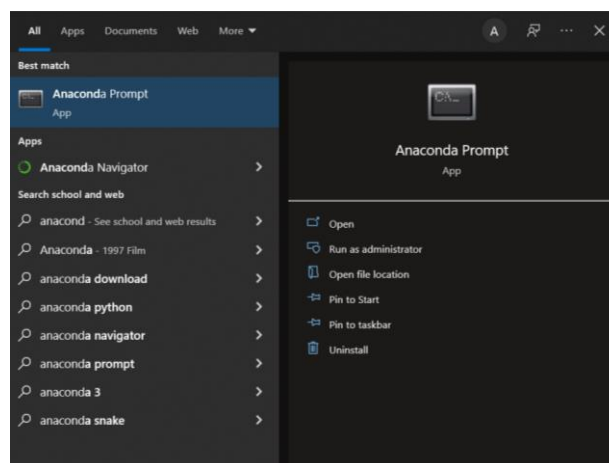 All Apps Documents Web More
A
Best match
Anaconda Prompt
App
Apps
Anaconda Navigator
Search school and web
anacond - See school and web results
Anaconda - 1997 Film
anaconda download
anaconda python
anaconda navigator
anaconda prompt
anaconda 3
anaconda snake
C:\_
Anaconda Prompt
App
Open
Run as administrator
Open file location
Pin to Start
Pin to taskbar
Uninstall